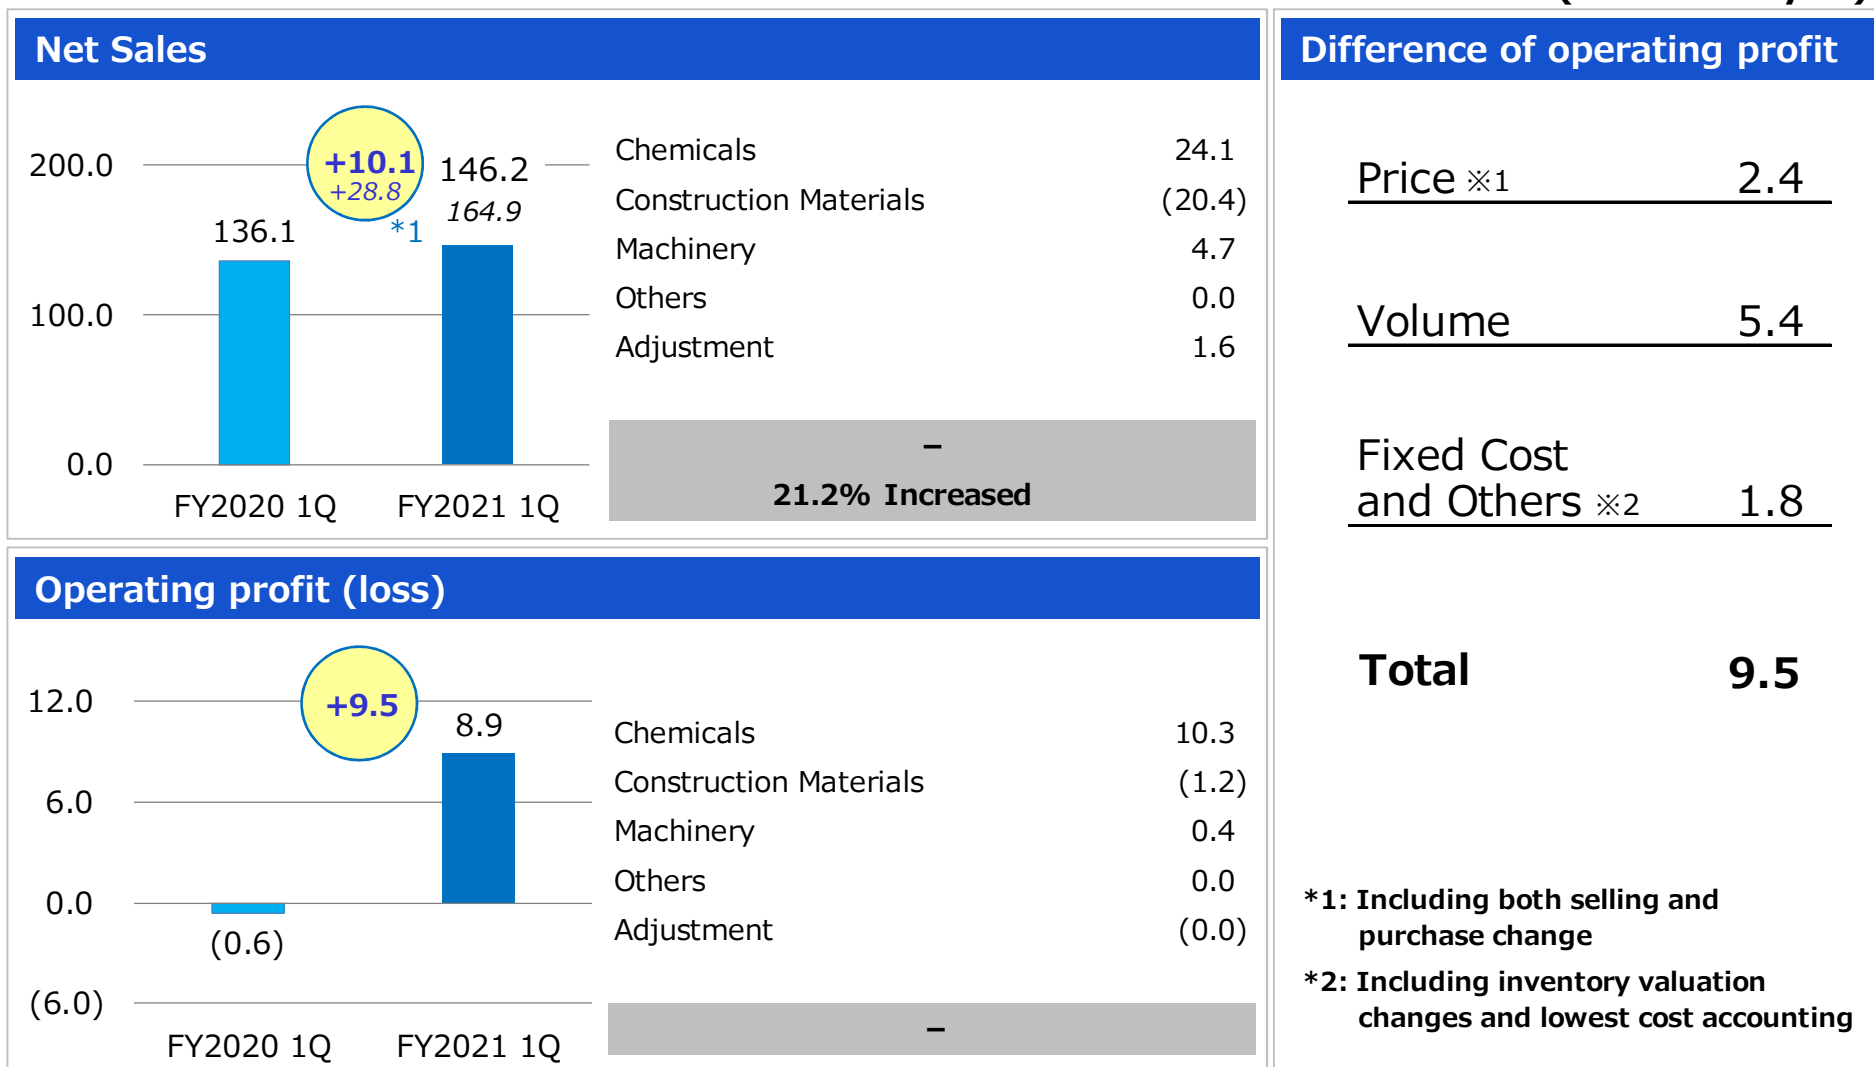 Net Sales
200.0
100.0
0.0
+10.1
+28.8
*1
136.1
146.2
164.9
FY2020 1Q
FY2021 1Q
Chemicals 24.1
Construction Materials (20.4)
Machinery 4.7
Others 0.0
Adjustment 1.6
–
21.2% Increased
Operating profit (loss)
12.0
6.0
0.0
(6.0)
+9.5
8.9
(0.6)
FY2020 1Q
FY2021 1Q
Chemicals 10.3
Construction Materials (1.2)
Machinery 0.4
Others 0.0
Adjustment (0.0)
–
Difference of operating profit
Price ※1 2.4
Volume 5.4
Fixed Cost
and Others ※2 1.8
Total 9.5
*1: Including both selling and
purchase change
*2: Including inventory valuation
changes and lowest cost accounting